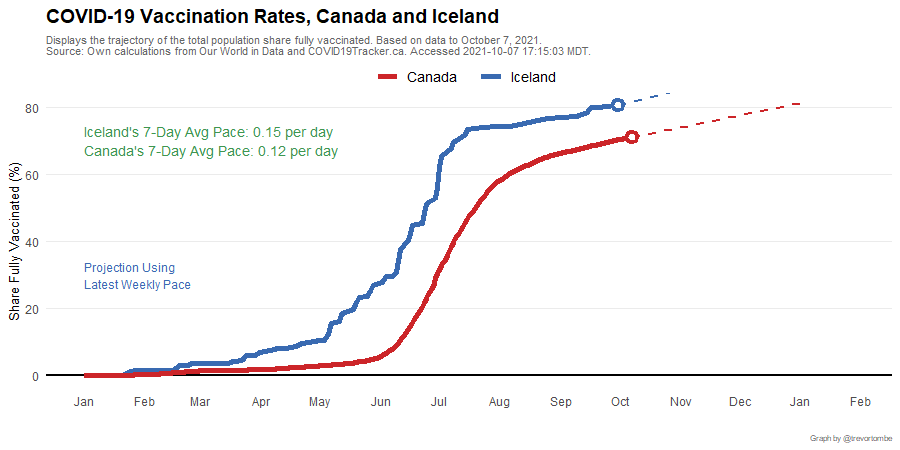 COVID-19 Vaccination Rates, Canada and Iceland
Displays the trajectory of the total population share fully vaccinated. Based on data to October 7, 2021.
Source: Own calculations from Our World in Data and COVID19Tracker.ca. Accessed 2021-10-07 17:15:03 MDT.
Canada Iceland
Share Fully Vaccinated (%)
80
60
40
20
0
Iceland's 7-Day Avg Pace: 0.15 per day
Canada's 7-Day Avg Pace: 0.12 per day
Projection Using
Latest Weekly Pace
Jan Feb Mar Apr May Jun Jul Aug Sep Oct Nov Dec Jan Feb
Graph by @trevortombe